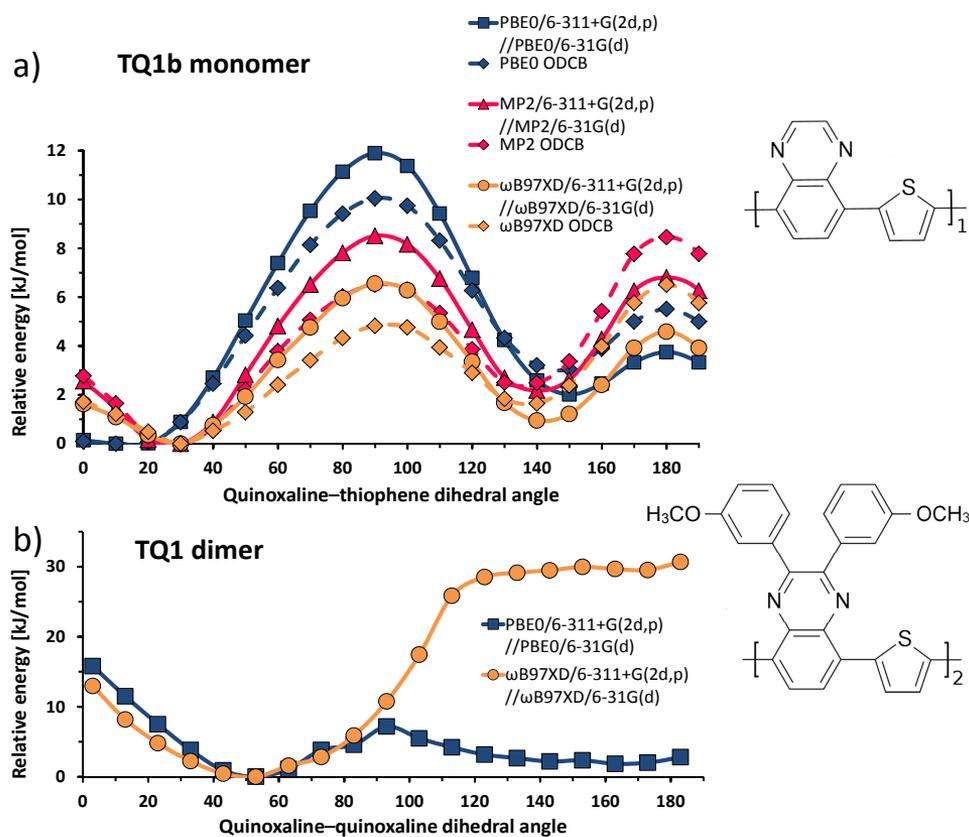 a)
TQ1b monomer
PBE0/6-311+G(2d,p)
//PBE0/6-31G(d)
PBE0 ODCB
MP2/6-311+G(2d,p)
//MP2/6-31G(d)
MP2 ODCB
ωB97XD/6-311+G(2d,p)
//ωB97XD/6-31G(d)
ωB97XD ODCB
Relative energy [kJ/mol]
12
10
8
6
4
2
0
0 20 40 60 80 100 120 140 160 180
Quinoxaline–thiophene dihedral angle
N N
S
1
b)
TQ1 dimer
PBE0/6-311+G(2d,p)
//PBE0/6-31G(d)
ωB97XD/6-311+G(2d,p)
//ωB97XD/6-31G(d)
Relative energy [kJ/mol]
30
20
10
0
0 20 40 60 80 100 120 140 160 180
Quinoxaline–quinoxaline dihedral angle
H3CO OCH3
N N
S
2